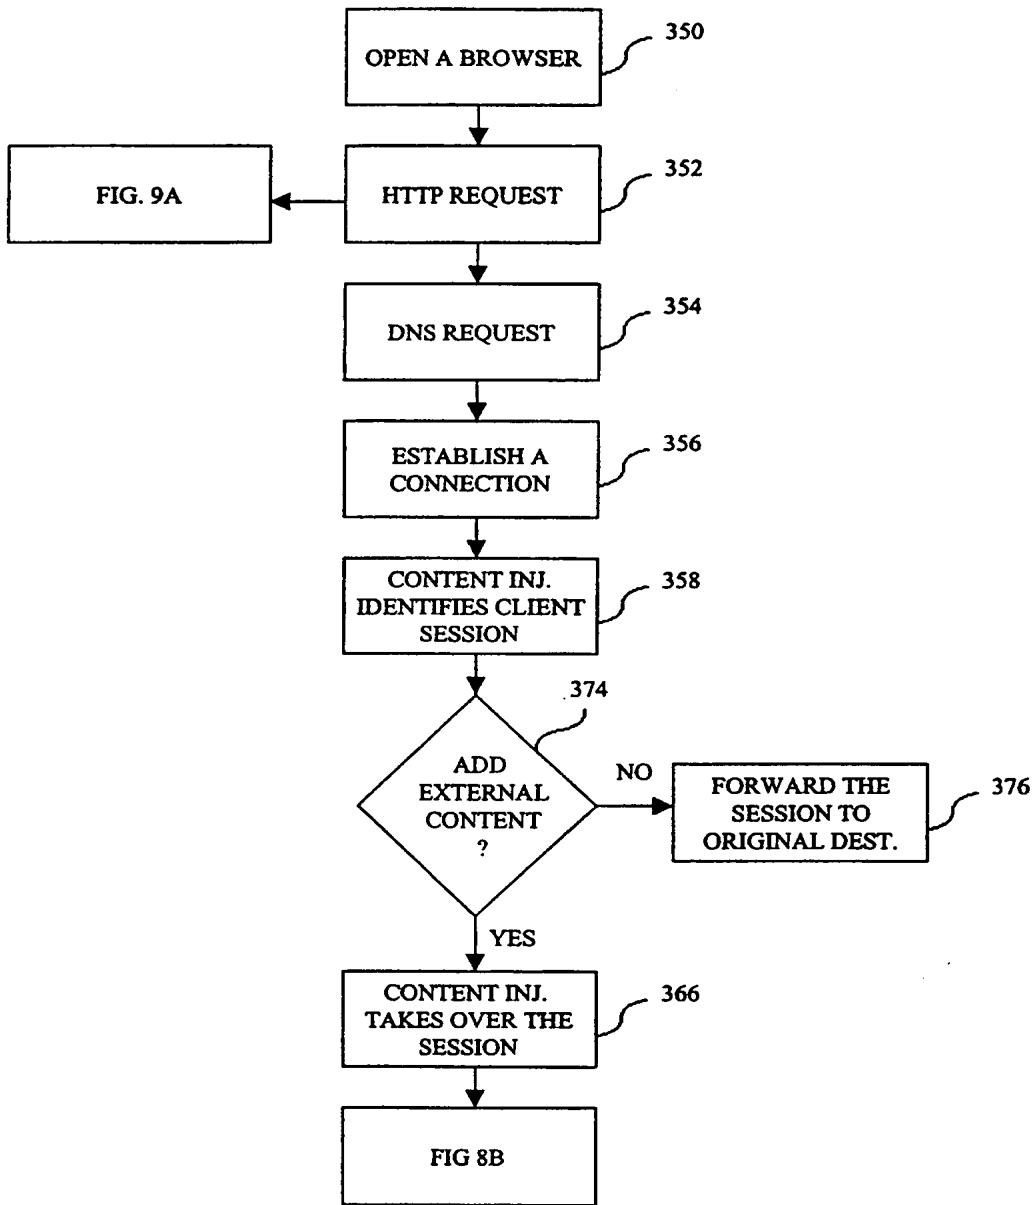 350
OPEN A BROWSER
352
FIG. 9A
HTTP REQUEST
354
DNS REQUEST
356
ESTABLISH A
CONNECTION
358
CONTENT INJ.
IDENTIFIES CLIENT
SESSION
374
ADD
EXTERNAL
CONTENT
?
NO
FORWARD THE
SESSION TO
ORIGINAL DEST.
376
YES
CONTENT INJ.
TAKES OVER THE
SESSION
366
FIG 8B